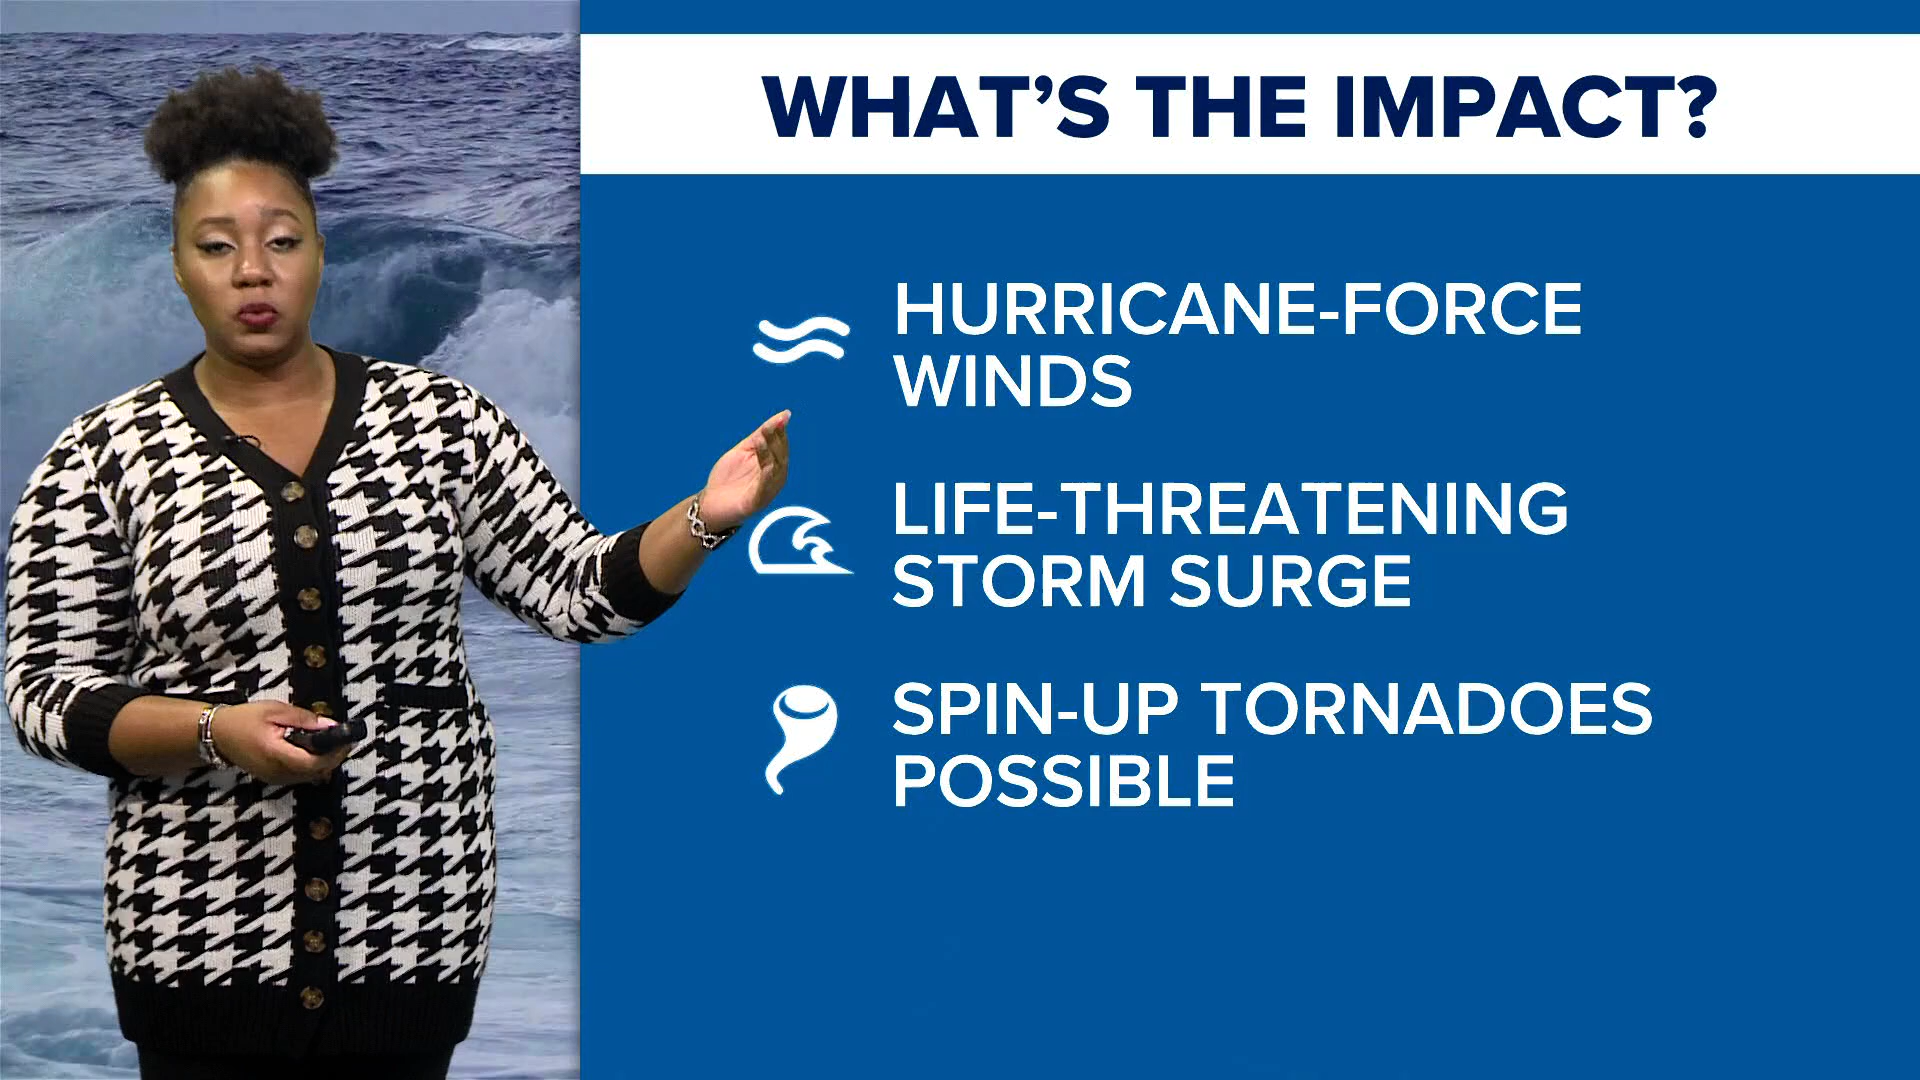 WHAT'S THE IMPACT?
HURRICANE-FORCE
WINDS
LIFE-THREATENING
STORM SURGE
SPIN-UP TORNADOES
POSSIBLE